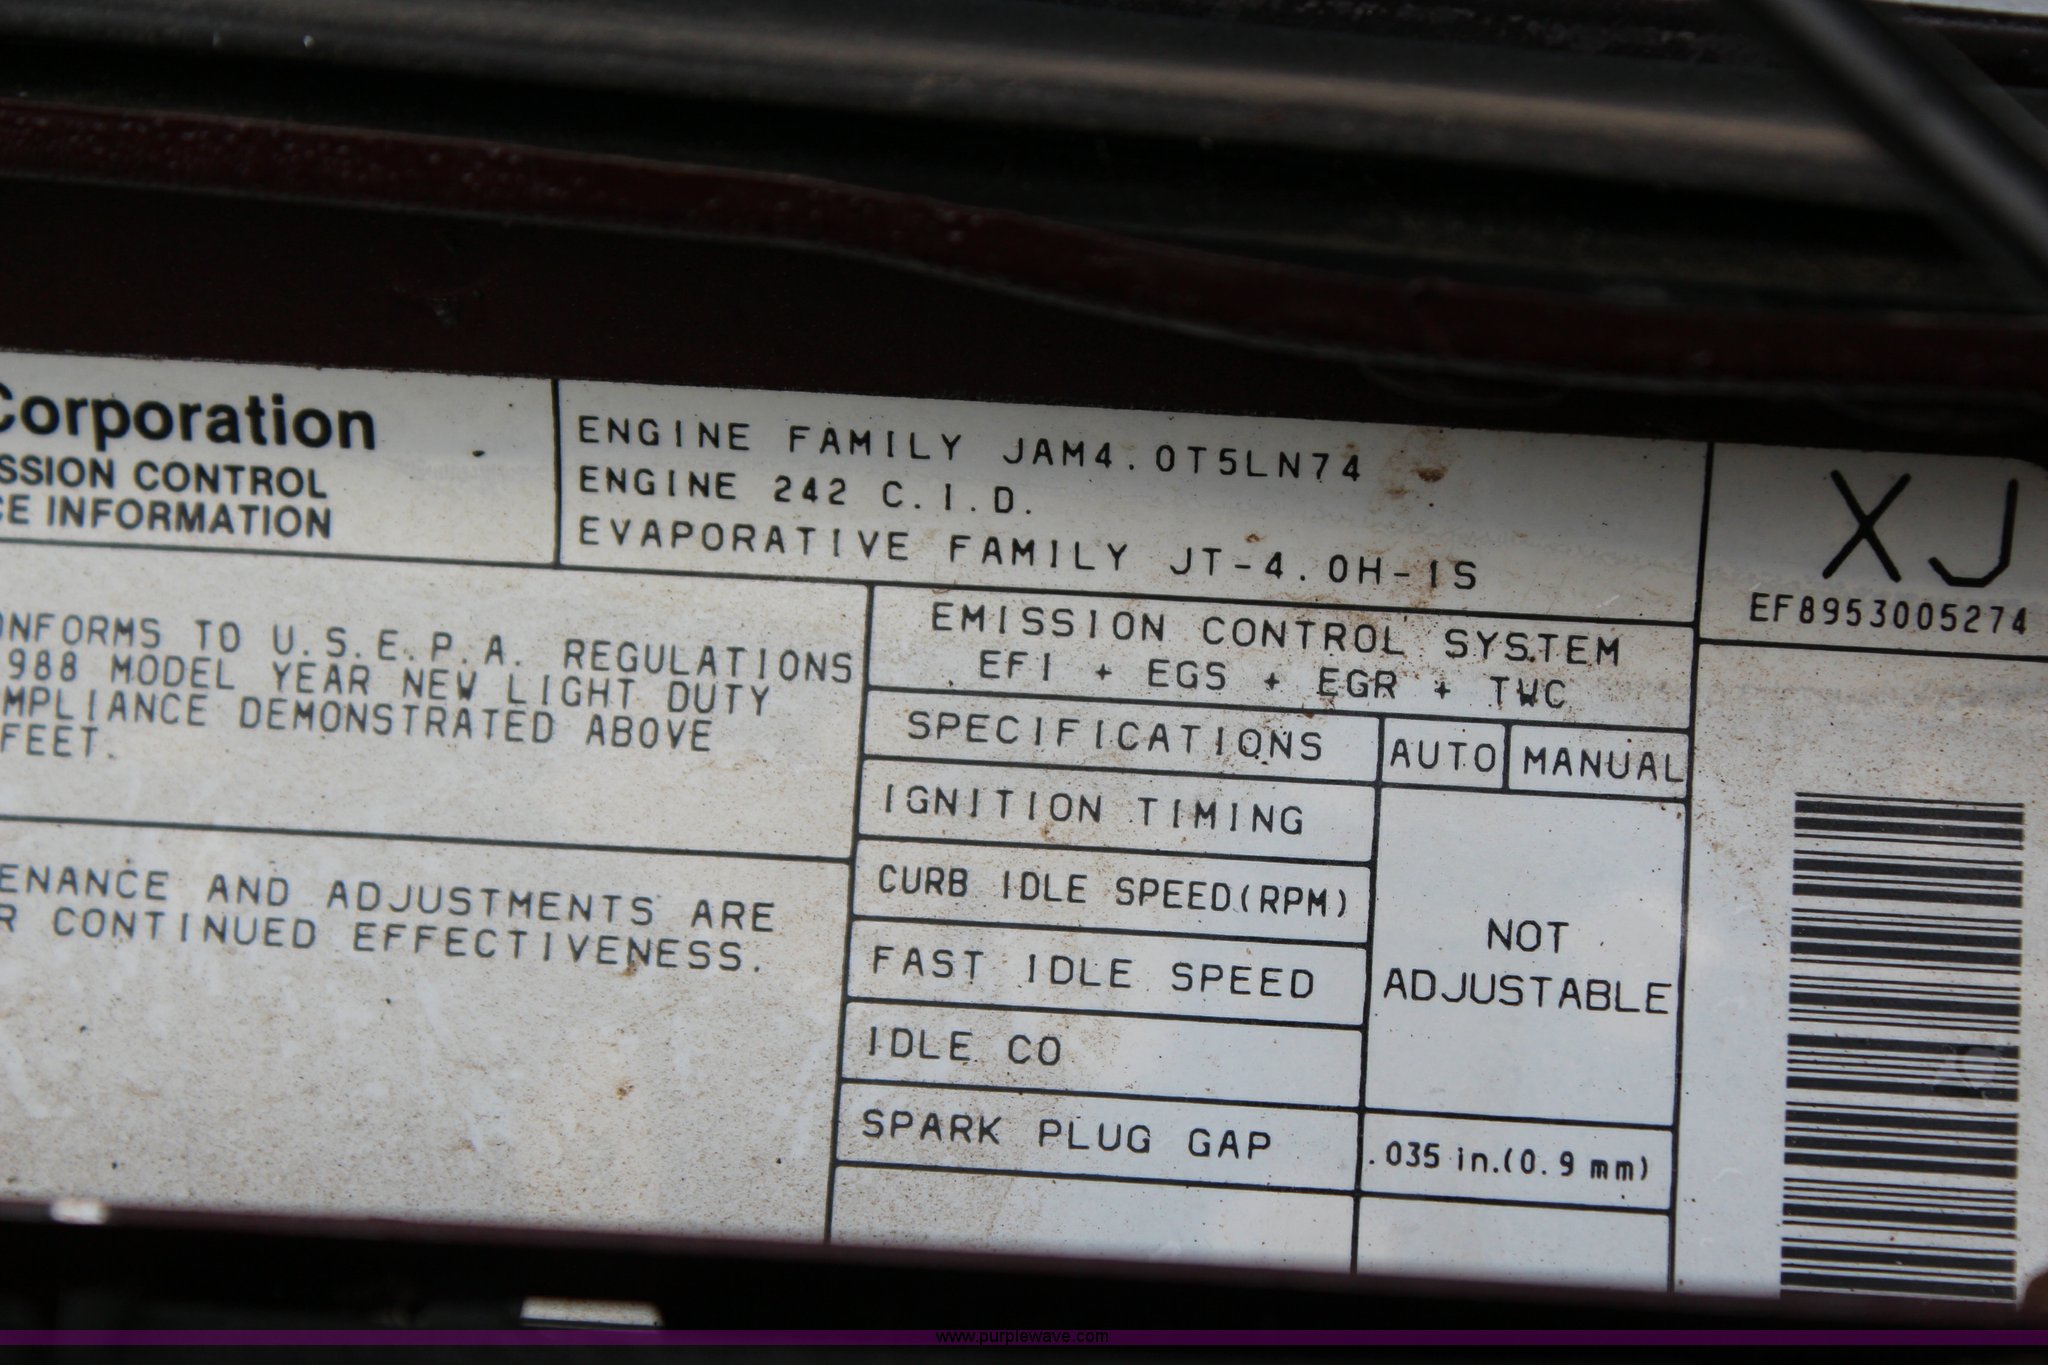 Corporation
SSION CONTROL
CE INFORMATION
ENGINE FAMILY JAM4.0T5LN74
ENGINE 242 C.I.D.
EVAPORATIVE FAMILY JT-4.0H-1S
XJ
EF8953005274
ONFORMS TO U.S.E.P.A. REGULATIONS
988 MODEL YEAR NEW LIGHT DUTY
MPLIANCE DEMONSTRATED ABOVE
FEET.
ENANCE AND ADJUSTMENTS ARE
R CONTINUED EFFECTIVENESS.
EMISSION CONTROL SYSTEM
EFI + EGS + EGR + TWC
SPECIFICATIONS AUTO MANUAL
IGNITION TIMING
CURB IDLE SPEED(RPM)
FAST IDLE SPEED
IDLE CO
NOT
ADJUSTABLE
SPARK PLUG GAP .035 in.(0.9 mm)
www.purplewave.com